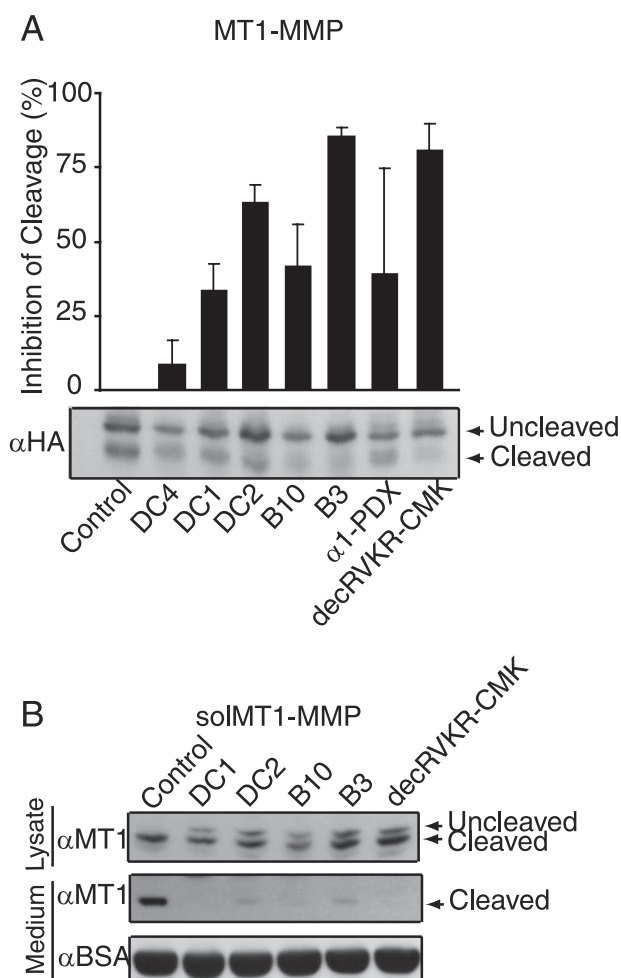 A
MT1-MMP
Inhibition of Cleavage (%)
100
75
50
25
0
αHA
Uncleaved
Cleaved
Control
DC4
DC1
DC2
B10
B3
α1-PDX
decRVKR-CMK
B
solMT1-MMP
Control
DC1
DC2
B10
B3
decRVKR-CMK
Lysate
αMT1
Uncleaved
Cleaved
Medium
αMT1
Cleaved
αBSA